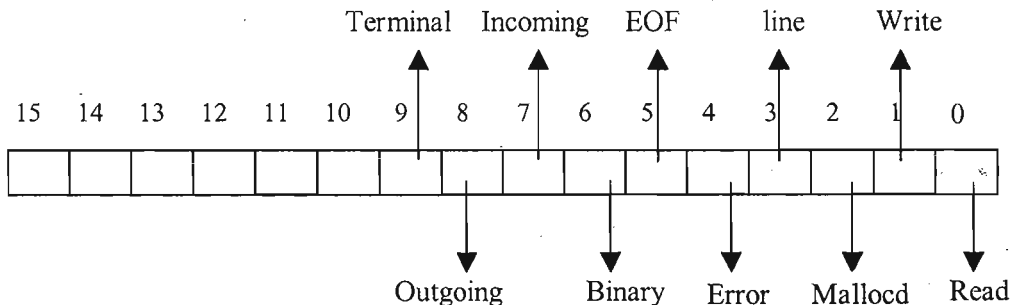 Terminal Incoming EOF line Write
15 14 13 12 11 10 9 8 7 6 5 4 3 2 1 0
Outgoing Binary Error Mallocd Read